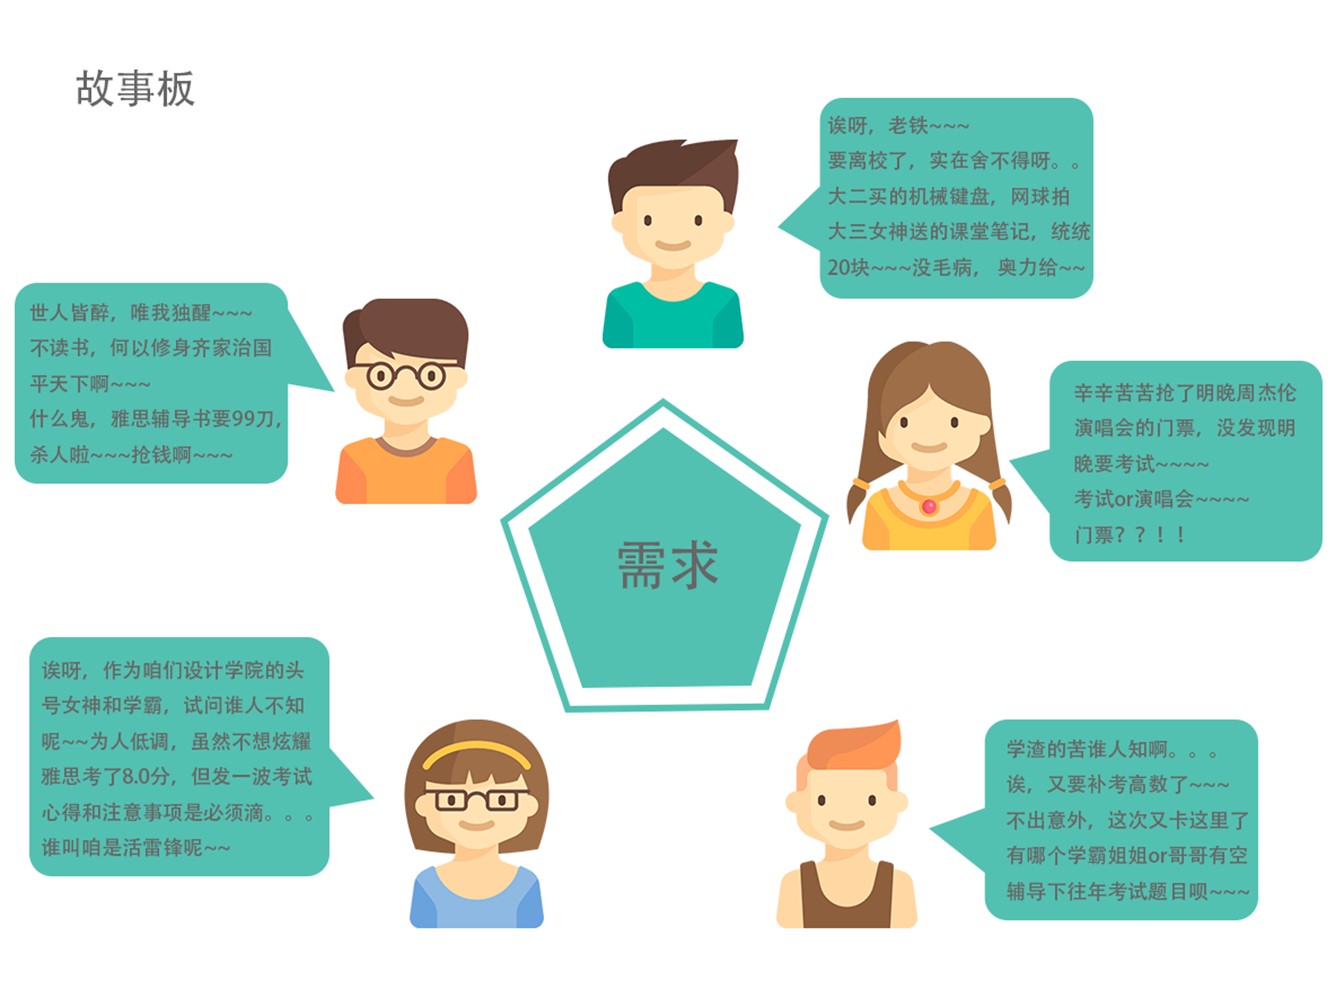 故事板
诶呀，老铁~~~
要离校了，实在舍不得呀。。
大二买的机械键盘，网球拍
大三女神送的课堂笔记，统统
20块~~~没毛病， 奥力给~~
世人皆醉，唯我独醒~~~
不读书，何以修身齐家治国
平天下啊~~~
什么鬼，雅思辅导书要99刀，
杀人啦~~~抢钱啊~~~
辛辛苦苦抢了明晚周杰伦
演唱会的门票，没发现明
晚要考试~~~~
考试or演唱会~~~~
门票？？！！
需求
诶呀，作为咱们设计学院的头
号女神和学霸，试问谁人不知
呢~~为人低调，虽然不想炫耀
雅思考了8.0分，但发一波考试
心得和注意事项是必须滴。。。
谁叫咱是活雷锋呢~~
学渣的苦谁人知啊。。。
诶，又要补考高数了~~~
不出意外，这次又卡这里了
有哪个学霸姐姐or哥哥有空
辅导下往年考试题目呗~~~